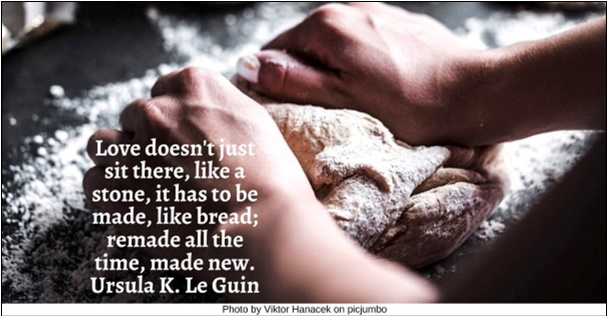 Love doesn't just
sit there, like a
stone, it has to be
made, like bread;
remade all the
time, made new.
Ursula K. Le Guin
Photo by Viktor Hanacek on picjumbo